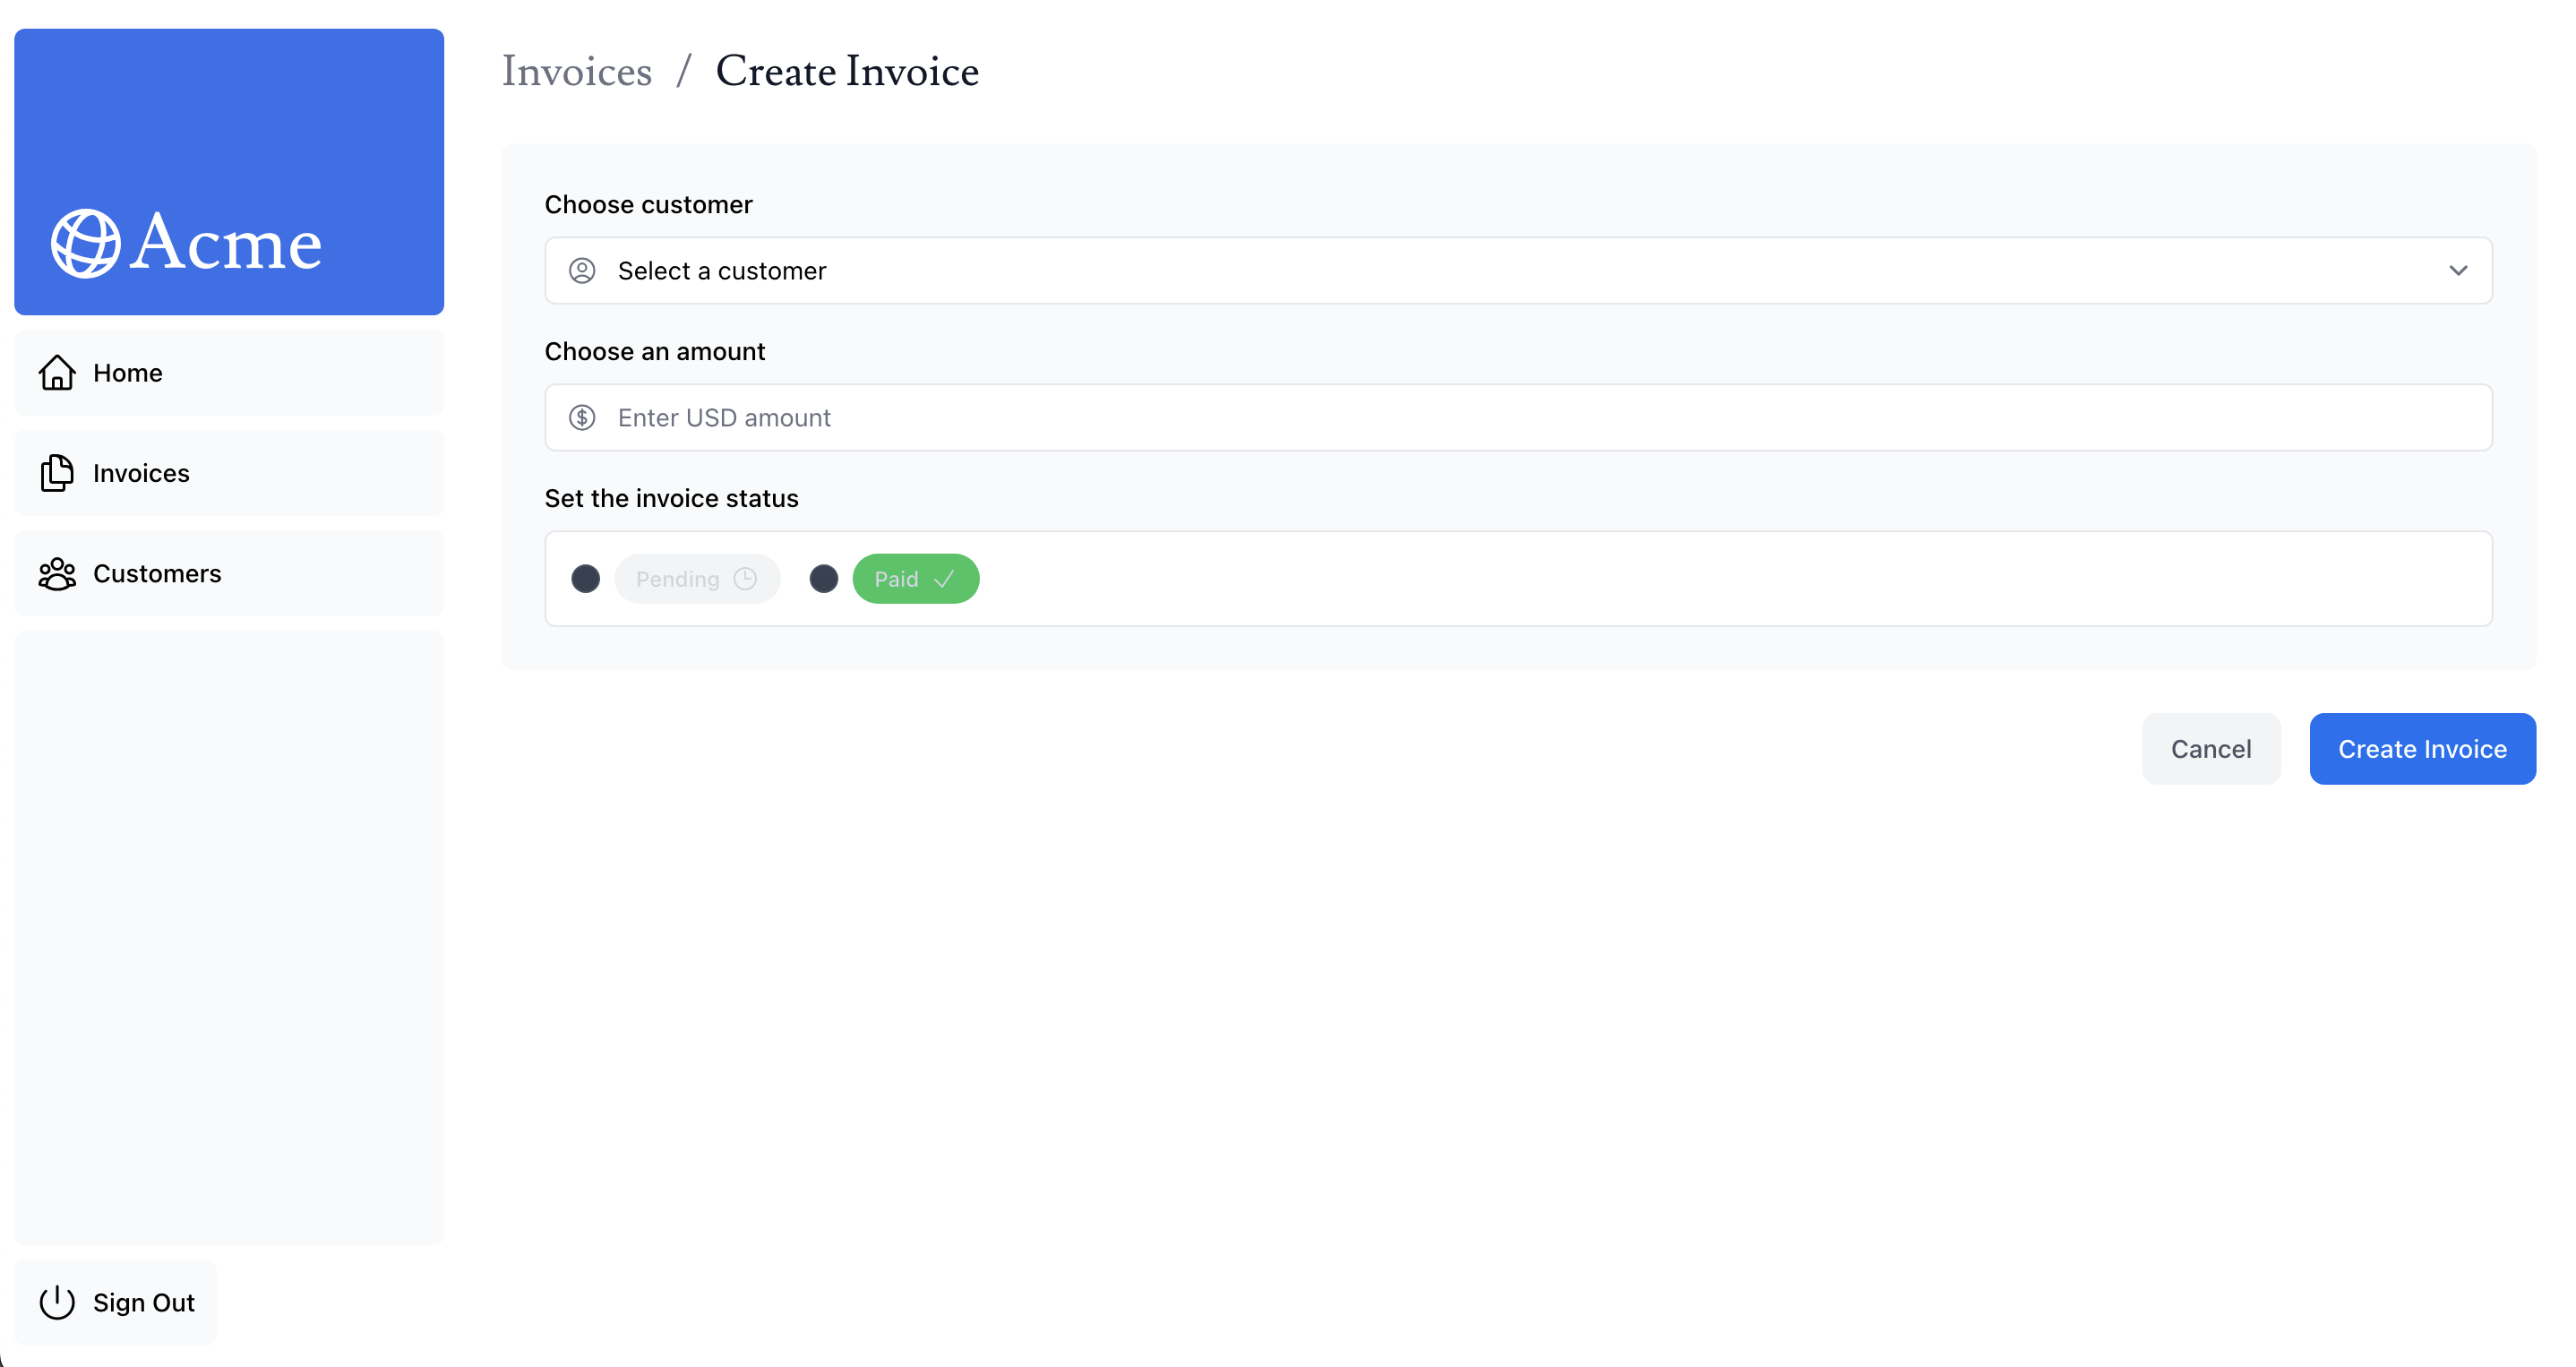 Acme
Home
Invoices
Customers
Sign Out
Invoices / Create Invoice
Choose customer
Select a customer
Choose an amount
Enter USD amount
Set the invoice status
Pending Paid
Cancel Create Invoice